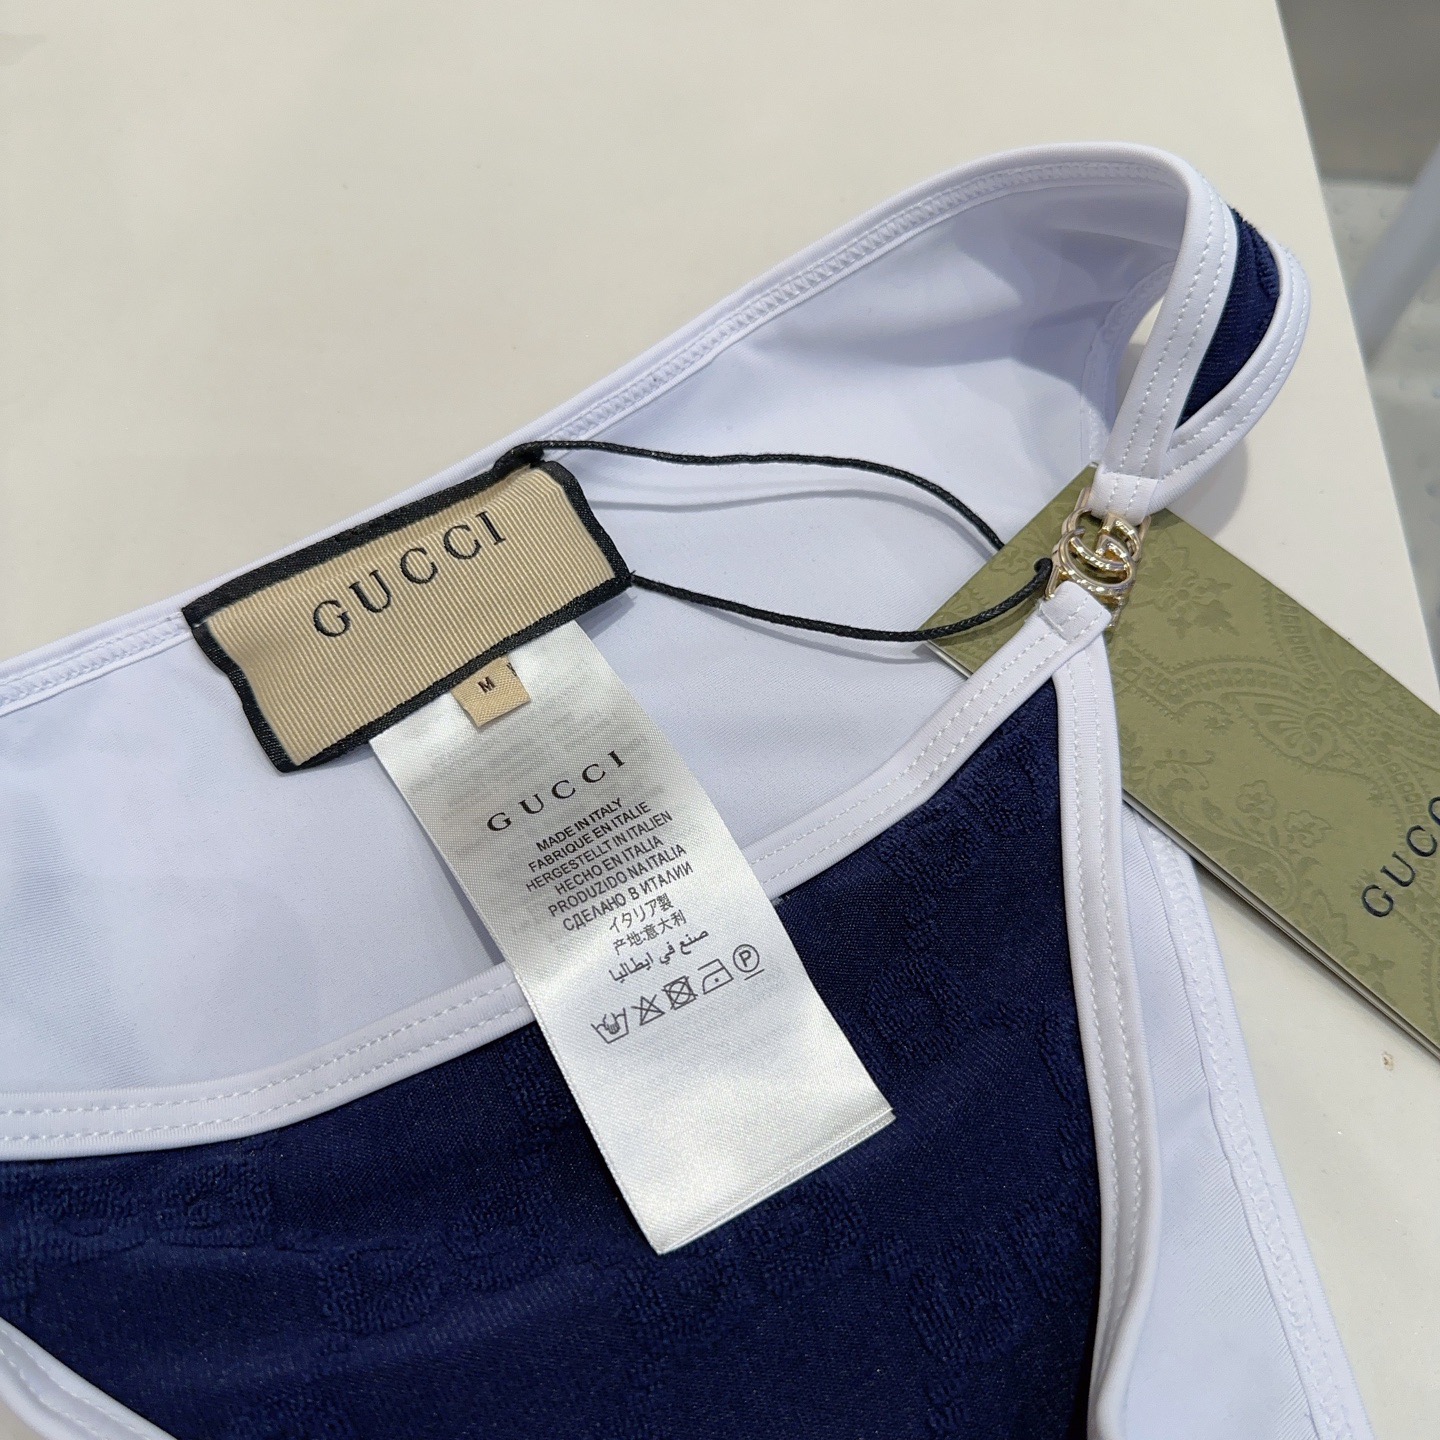 GUCCI
M
GUCCI
MADE IN ITALY
FABRIQUE EN ITALIE
HERGESTELLT IN ITALIEN
HECHO EN ITALIA
PRODUZIDO NA ITALIA
СДЕЛАНО В ИТАЛИИ
イタリア製
产地:意大利
صنع في ايطاليا
P
GUCC